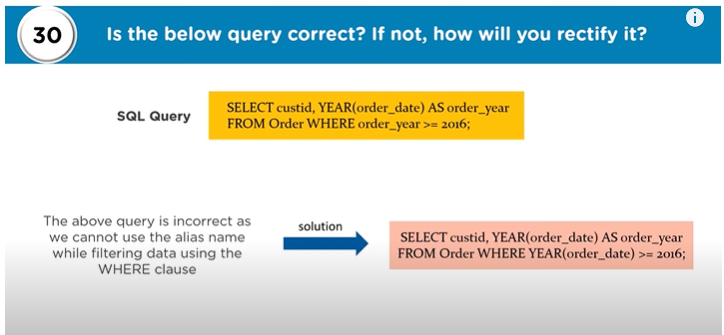 30
Is the below query correct? If not, how will you rectify it?
i
SQL Query
SELECT custid, YEAR(order_date) AS order_year
FROM Order WHERE order_year >= 2016;
The above query is incorrect as
we cannot use the alias name
while filtering data using the
WHERE clause
solution
SELECT custid, YEAR(order_date) AS order_year
FROM Order WHERE YEAR(order_date) >= 2016;